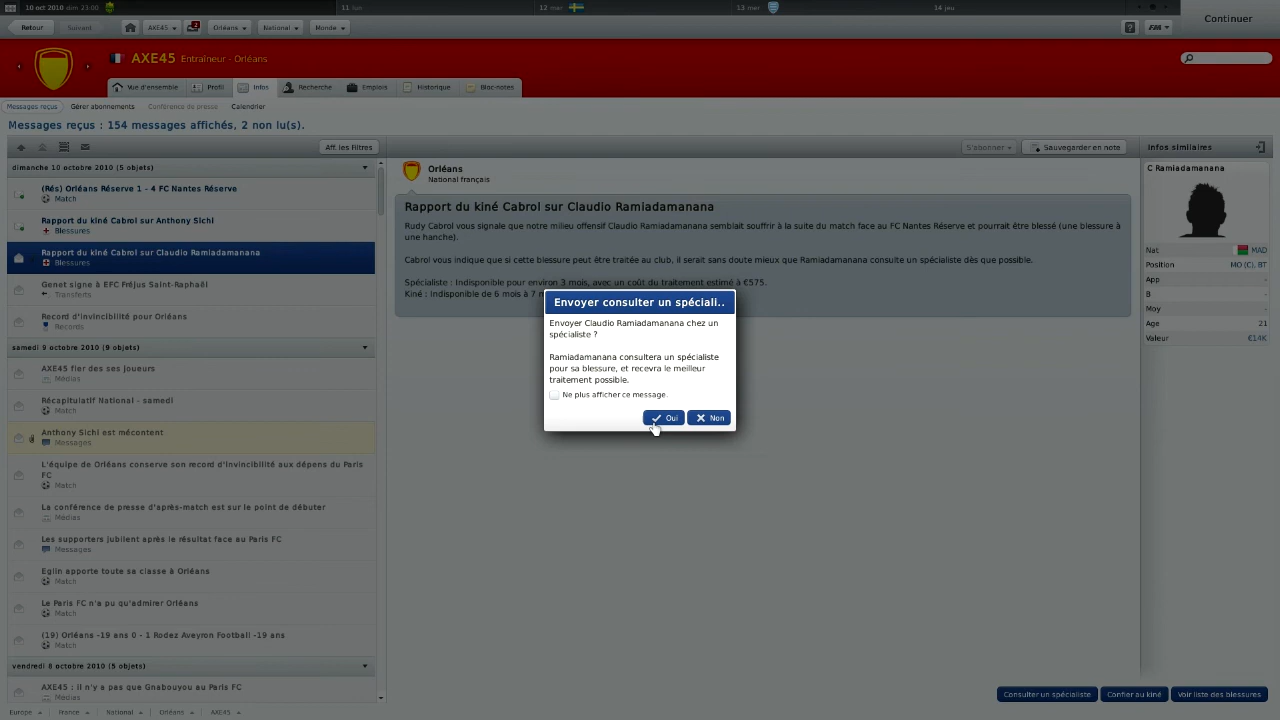 10 oct 2010 dim 23:00
11 lun
12 mer
13 mer
14 jeu
Retour
Suivant
AXE45
2
Orléans
National
Monde
?
FM
Continuer
AXE45 Entraîneur - Orléans
Vue d'ensemble
Profil
Infos
Recherche
Emplois
Historique
Bloc-notes
Messages reçus
Gérer abonnements
Conférence de presse
Calendrier
Messages reçus : 154 messages affichés, 2 non lu(s).
Aff. les Filtres
S'abonner
Sauvegarder en note
Infos similaires
dimanche 10 octobre 2010 (5 objets)
(Rés) Orléans Réserve 1 - 4 FC Nantes Réserve
Match
Rapport du kiné Cabrol sur Anthony Sichi
Blessures
Rapport du kiné Cabrol sur Claudio Ramiadamanana
Blessures
Genet signe à EFC Fréjus Saint-Raphaël
Transferts
Record d'invincibilité pour Orléans
Records
samedi 9 octobre 2010 (9 objets)
AXE45 fier des ses joueurs
Médias
Récapitulatif National - samedi
Match
Anthony Sichi est mécontent
Messages
L'équipe de Orléans conserve son record d'invincibilité aux dépens du Paris
FC
Match
La conférence de presse d'après-match est sur le point de débuter
Médias
Les supporters jubilent après le résultat face au Paris FC
Messages
Eglin apporte toute sa classe à Orléans
Match
Le Paris FC n'a pu qu'admirer Orléans
Match
(19) Orléans -19 ans 0 - 1 Rodez Aveyron Football -19 ans
Match
vendredi 8 octobre 2010 (5 objets)
AXE45 : il n'y a pas que Gnabouyou au Paris FC
Médias
Orléans
National français
Rapport du kiné Cabrol sur Claudio Ramiadamanana
Rudy Cabrol vous signale que notre milieu offensif Claudio Ramiadamanana semblait souffrir à la suite du match face au FC Nantes Réserve et pourrait être blessé (une blessure à
une hanche).
Cabrol vous indique que si cette blessure peut être traitée au club, il serait sans doute mieux que Ramiadamanana consulte un spécialiste dès que possible.
Spécialiste : Indisponible pour environ 3 mois, avec un coût du traitement estimé à €575.
Kiné : Indisponible de 6 mois à 7 m
Envoyer consulter un spéciali..
Envoyer Claudio Ramiadamanana chez un
spécialiste ?
Ramiadamanana consultera un spécialiste
pour sa blessure, et recevra le meilleur
traitement possible.
Ne plus afficher ce message.
Oui
Non
C Ramiadamanana
Nat MAD
Position MO (C), BT
App -
B -
Moy -
Age 21
Valeur €14K
Consulter un spécialiste
Confier au kiné
Voir liste des blessures
Europe
France
National
Orléans
AXE45